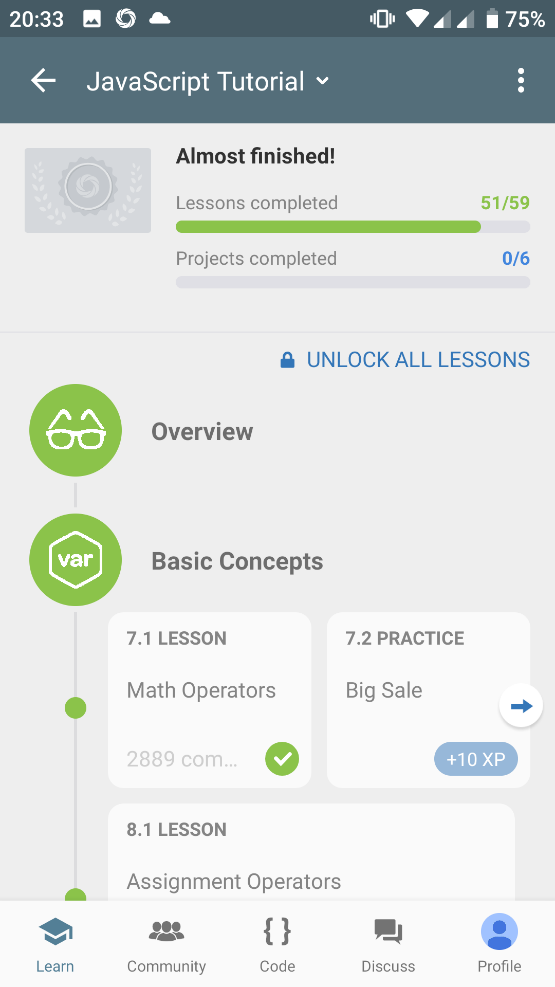 20:33 75%
JavaScript Tutorial
Almost finished!
Lessons completed 51/59
Projects completed 0/6
UNLOCK ALL LESSONS
Overview
var
Basic Concepts
7.1 LESSON
Math Operators
2889 com...
7.2 PRACTICE
Big Sale
+10 XP
8.1 LESSON
Assignment Operators
Learn
Community
{ }
Code
Discuss
Profile